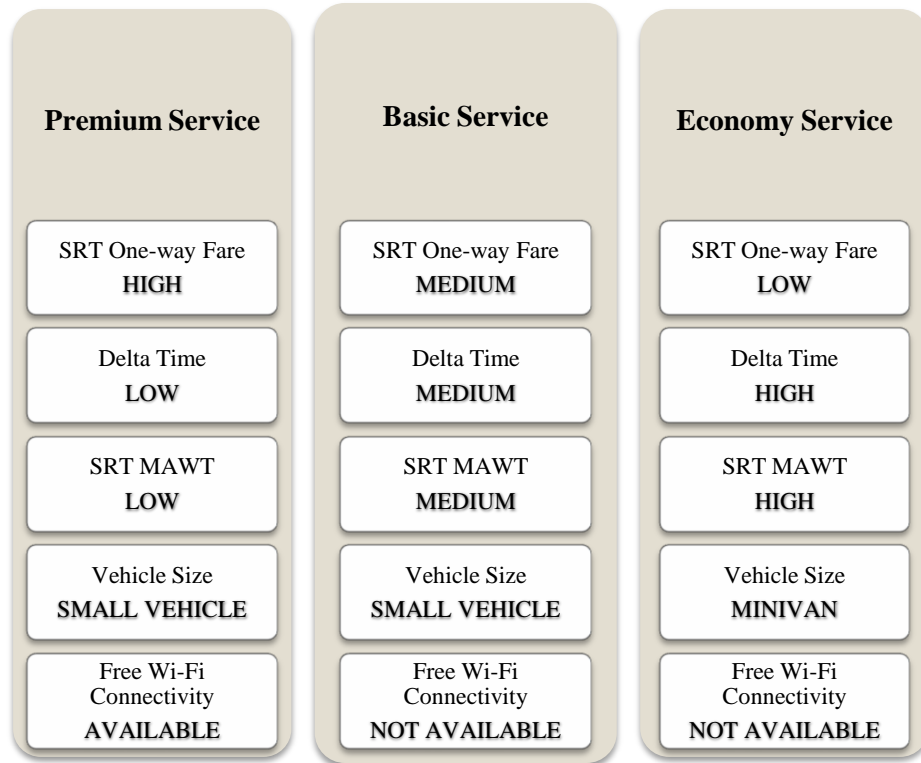 Premium Service
SRT One-way Fare
HIGH
Delta Time
LOW
SRT MAWT
LOW
Vehicle Size
SMALL VEHICLE
Free Wi-Fi
Connectivity
AVAILABLE
Basic Service
SRT One-way Fare
MEDIUM
Delta Time
MEDIUM
SRT MAWT
MEDIUM
Vehicle Size
SMALL VEHICLE
Free Wi-Fi
Connectivity
NOT AVAILABLE
Economy Service
SRT One-way Fare
LOW
Delta Time
HIGH
SRT MAWT
HIGH
Vehicle Size
MINIVAN
Free Wi-Fi
Connectivity
NOT AVAILABLE